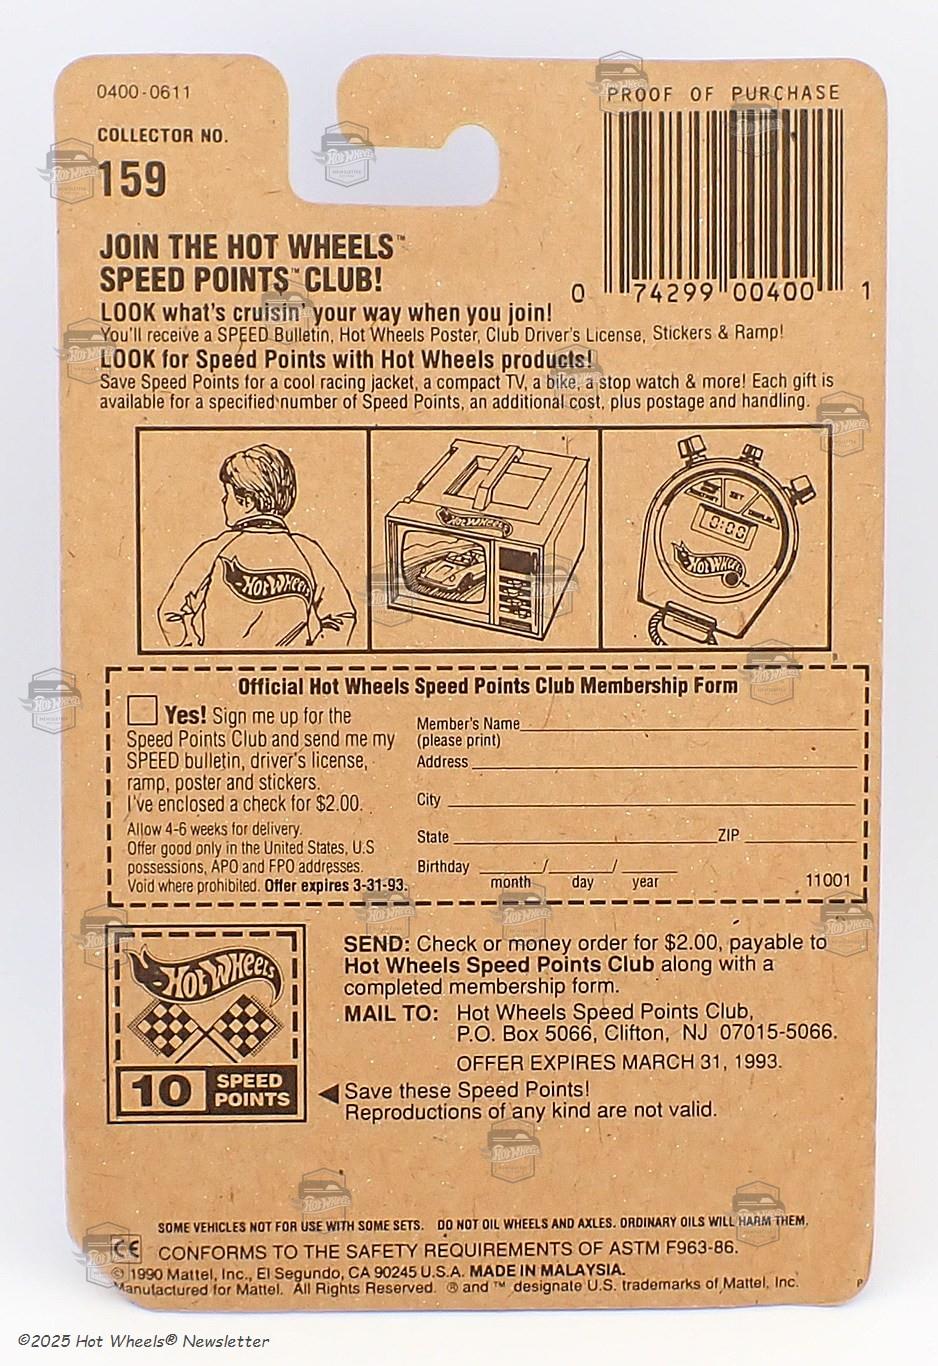 0400-0611
COLLECTOR NO.
159
PROOF OF PURCHASE
0 74299 00400 1
JOIN THE HOT WHEELS™
SPEED POINTS™ CLUB!
LOOK what's cruisin' your way when you join!
You'll receive a SPEED Bulletin, Hot Wheels Poster, Club Driver's License, Stickers & Ramp!
LOOK for Speed Points with Hot Wheels products!
Save Speed Points for a cool racing jacket, a compact TV, a bike, a stop watch & more! Each gift is
available for a specified number of Speed Points, an additional cost, plus postage and handling.
HOT WHEELS
HOT WHEELS
SET
0:00
HOT WHEELS
Official Hot Wheels Speed Points Club Membership Form
Yes! Sign me up for the
Speed Points Club and send me my
SPEED bulletin, driver's license,
ramp, poster and stickers.
I've enclosed a check for $2.00.
Allow 4-6 weeks for delivery.
Offer good only in the United States, U.S
possessions, APO and FPO addresses.
Void where prohibited. Offer expires 3-31-93.
Member's Name
(please print)
Address
City
State ZIP
Birthday / /
month day year
11001
HOT WHEELS
10 SPEED
POINTS
SEND: Check or money order for $2.00, payable to
Hot Wheels Speed Points Club along with a
completed membership form.
MAIL TO: Hot Wheels Speed Points Club,
P.O. Box 5066, Clifton, NJ 07015-5066.
OFFER EXPIRES MARCH 31, 1993.
Save these Speed Points!
Reproductions of any kind are not valid.
SOME VEHICLES NOT FOR USE WITH SOME SETS. DO NOT OIL WHEELS AND AXLES. ORDINARY OILS WILL HARM THEM.
CE CONFORMS TO THE SAFETY REQUIREMENTS OF ASTM F963-86.
© 1990 Mattel, Inc., El Segundo, CA 90245 U.S.A. MADE IN MALAYSIA.
Manufactured for Mattel. All Rights Reserved. ® and ™ designate U.S. trademarks of Mattel, Inc.
P
©2025 Hot Wheels® Newsletter